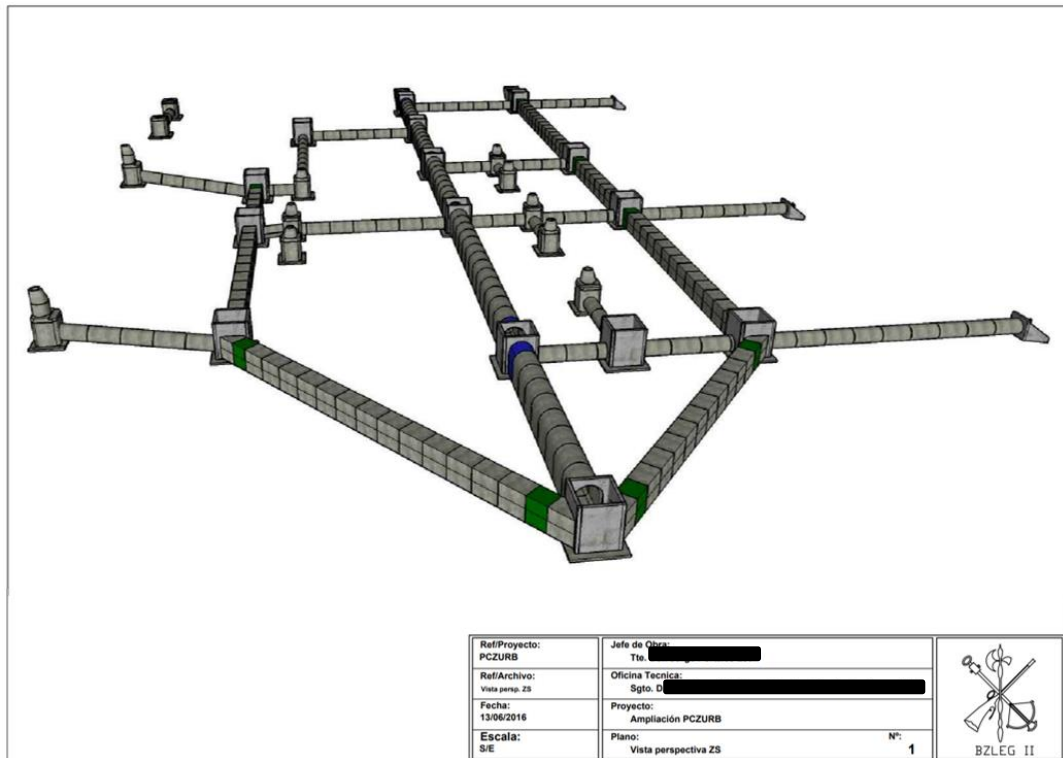 Ref/Proyecto:
PCZURB
Jefe de Obra:
Tte.
Ref/Archivo:
Vista persp. ZS
Oficina Tecnica:
Sgto. D
Fecha:
13/06/2016
Proyecto:
Ampliación PCZURB
Escala:
S/E
Plano:
Vista perspectiva ZS
Nº:
1
BZLEG II